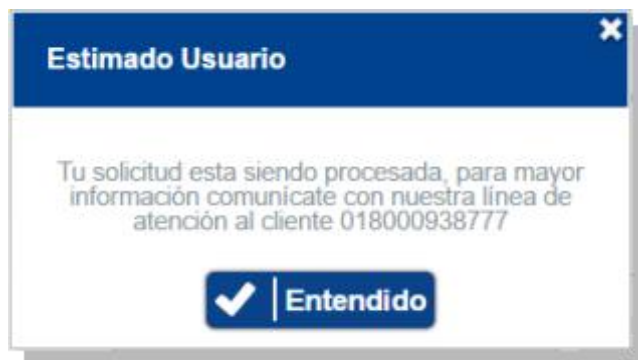 Estimado Usuario
Tu solicitud esta siendo procesada, para mayor
información comunícate con nuestra línea de
atención al cliente 018000938777
Entendido